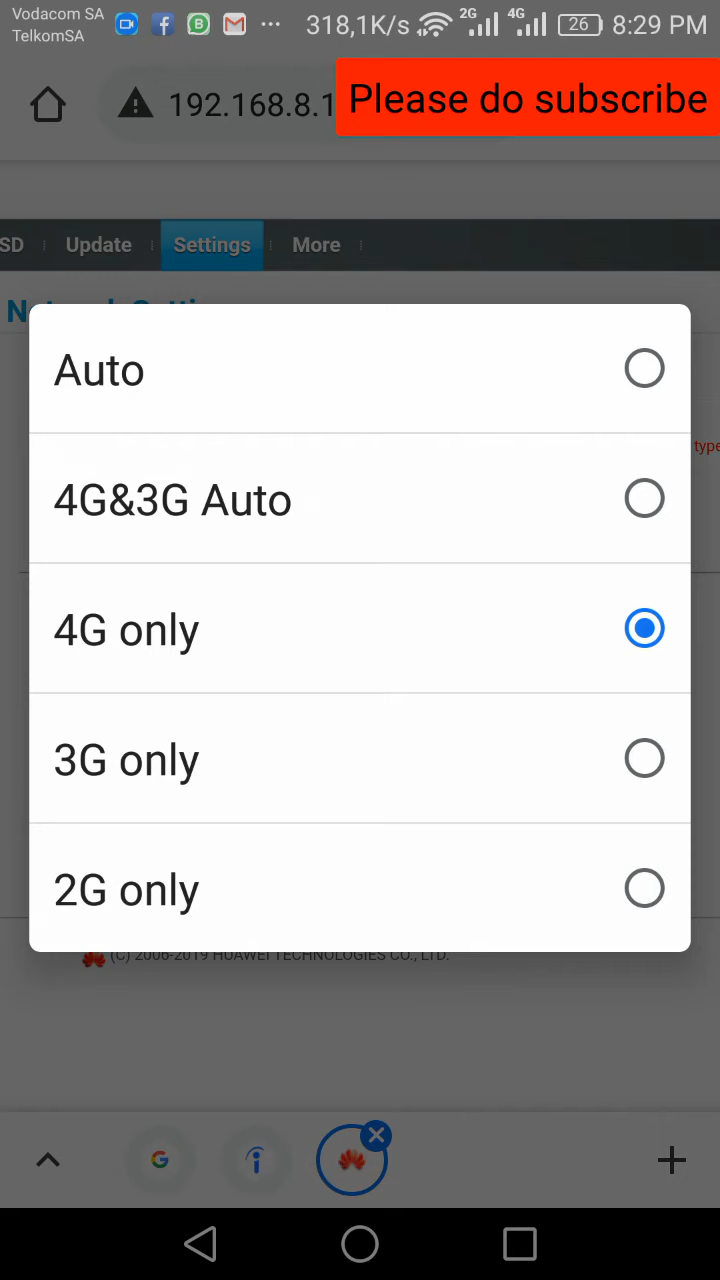 Vodacom SA
TelkomSA
318,1K/s 2G 4G 26 8:29 PM
192.168.8.1
Please do subscribe
SD Update Settings More
Auto
type
4G&3G Auto
4G only
3G only
2G only
(C) 2006-2019 HUAWEI TECHNOLOGIES CO., LTD.